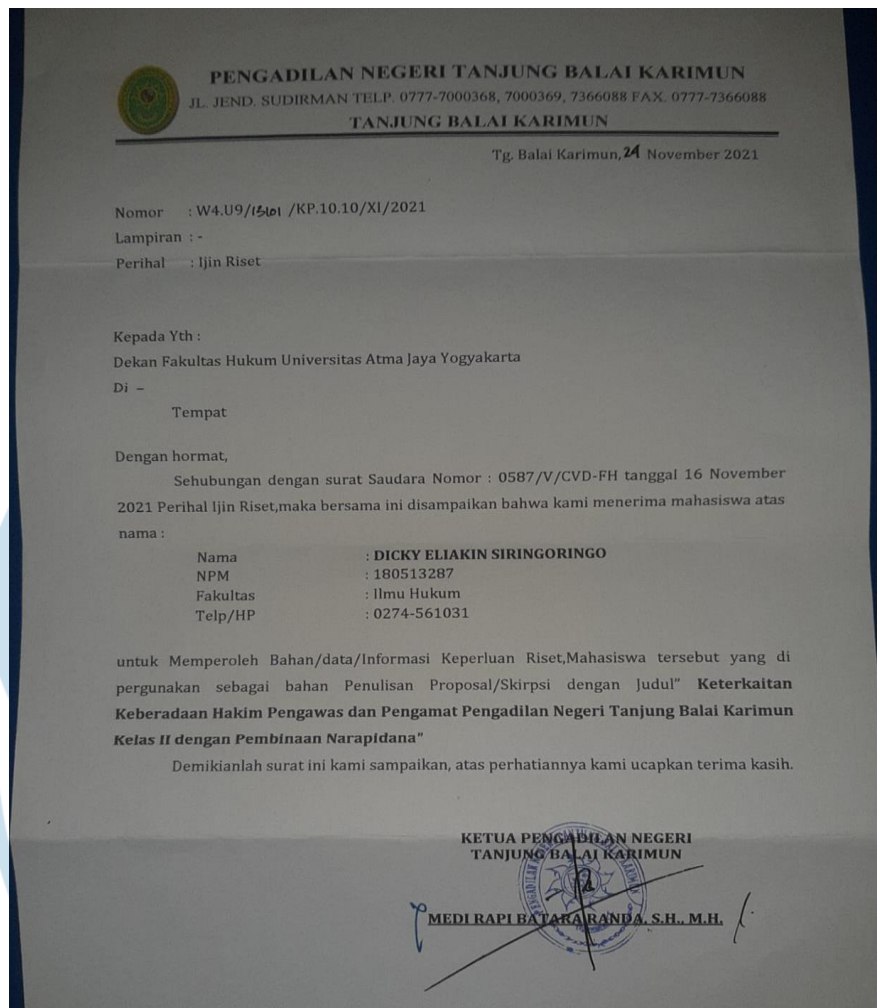 PENGADILAN NEGERI TANJUNG BALAI KARIMUN
JL. JEND. SUDIRMAN TELP. 0777-7000368, 7000369, 7366088 FAX. 0777-7366088
TANJUNG BALAI KARIMUN
Tg. Balai Karimun, 24 November 2021
Nomor : W4.U9/ /KP.10.10/XI/2021
Lampiran : -
Perihal : Ijin Riset
Kepada Yth :
Dekan Fakultas Hukum Universitas Atma Jaya Yogyakarta
Di –
Tempat
Dengan hormat,
Sehubungan dengan surat Saudara Nomor : 0587/V/CVD-FH tanggal 16 November
2021 Perihal Ijin Riset,maka bersama ini disampaikan bahwa kami menerima mahasiswa atas
nama :
Nama : DICKY ELIAKIN SIRINGORINGO
NPM : 180513287
Fakultas : Ilmu Hukum
Telp/HP : 0274-561031
untuk Memperoleh Bahan/data/Informasi Keperluan Riset,Mahasiswa tersebut yang di
pergunakan sebagai bahan Penulisan Proposal/Skirpsi dengan Judul" Keterkaitan
Keberadaan Hakim Pengawas dan Pengamat Pengadilan Negeri Tanjung Balai Karimun
Kelas II dengan Pembinaan Narapidana"
Demikianlah surat ini kami sampaikan, atas perhatiannya kami ucapkan terima kasih.
KETUA PENGADILAN NEGERI
TANJUNG BALAI KARIMUN
MEDI RAPI BATARA RANDA, S.H., M.H.